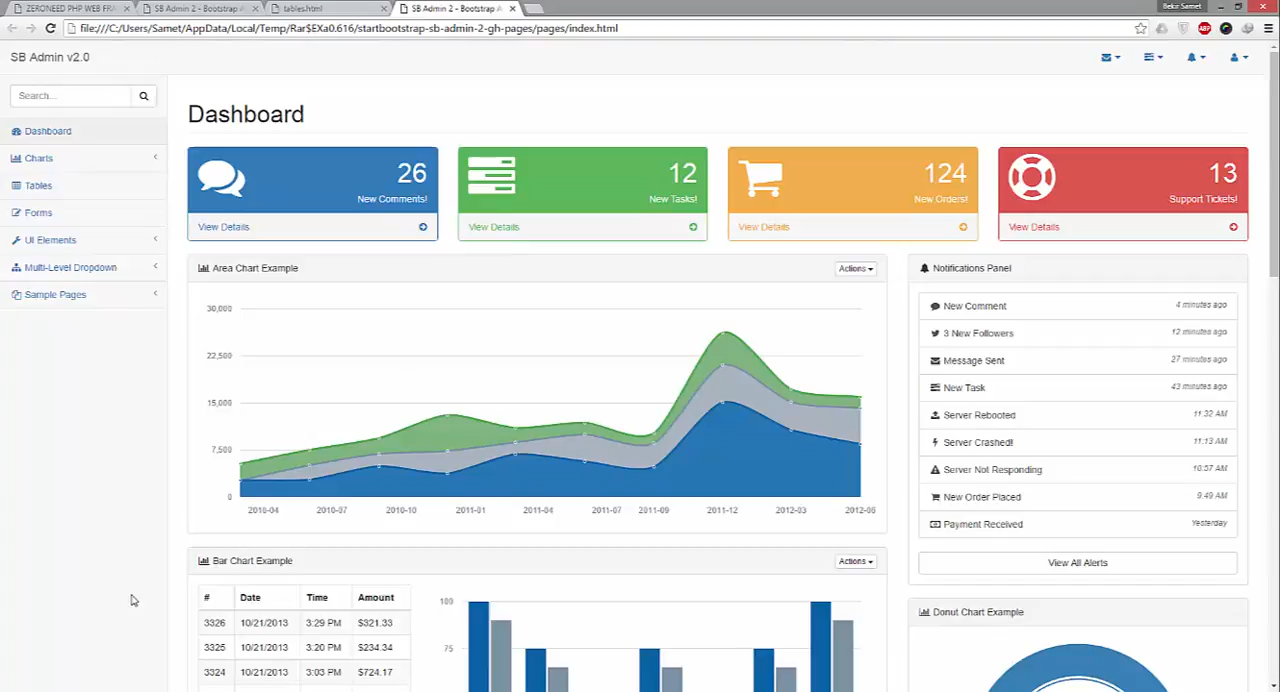 ZERONEED PHP WEB FRA
SB Admin 2 - Bootstrap A
tables.html
SB Admin 2 - Bootstrap A
Bekir Samet
file:///C:/Users/Samet/AppData/Local/Temp/Rar$EXa0.616/startbootstrap-sb-admin-2-gh-pages/pages/index.html
ABP
SB Admin v2.0
Search...
Dashboard
Charts
Tables
Forms
UI Elements
Multi-Level Dropdown
Sample Pages
Dashboard
26
New Comments!
View Details
12
New Tasks!
View Details
124
New Orders!
View Details
13
Support Tickets!
View Details
Area Chart Example
Actions
30,000
22,500
15,000
7,500
0
2010-04 2010-07 2010-10 2011-01 2011-04 2011-07 2011-09 2011-12 2012-03 2012-06
Notifications Panel
New Comment 4 minutes ago
3 New Followers 12 minutes ago
Message Sent 27 minutes ago
New Task 43 minutes ago
Server Rebooted 11:32 AM
Server Crashed! 11:13 AM
Server Not Responding 10:57 AM
New Order Placed 9:49 AM
Payment Received Yesterday
View All Alerts
Bar Chart Example
Actions
# Date Time Amount
3326 10/21/2013 3:29 PM $321.33
3325 10/21/2013 3:20 PM $234.34
3324 10/21/2013 3:03 PM $724.17
100
75
Donut Chart Example